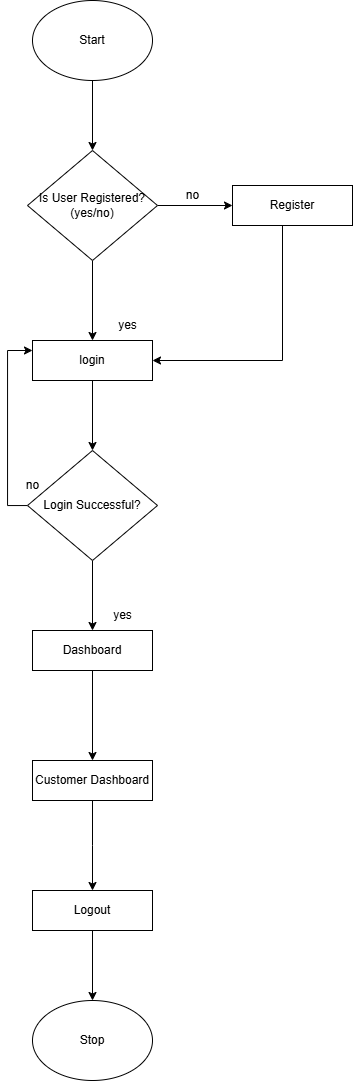 Start
Is User Registered?
(yes/no)
no
Register
yes
login
no
Login Successful?
yes
Dashboard
Customer Dashboard
Logout
Stop